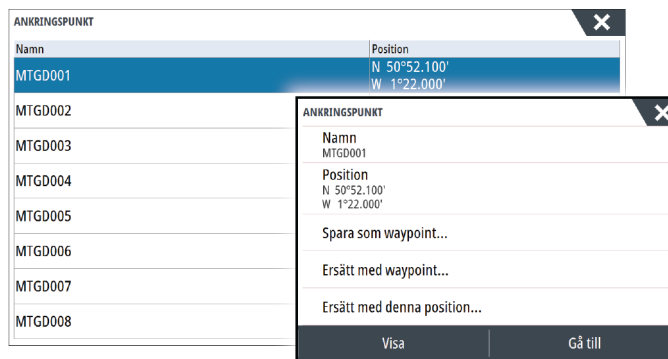 ANKRINGSPUNKT
Namn Position
MTGD001 N 50°52.100'
W 1°22.000'
MTGD002
MTGD003
MTGD004
MTGD005
MTGD006
MTGD007
MTGD008
ANKRINGSPUNKT
Namn
MTGD001
Position
N 50°52.100'
W 1°22.000'
Spara som waypoint...
Ersätt med waypoint...
Ersätt med denna position...
Visa Gå till